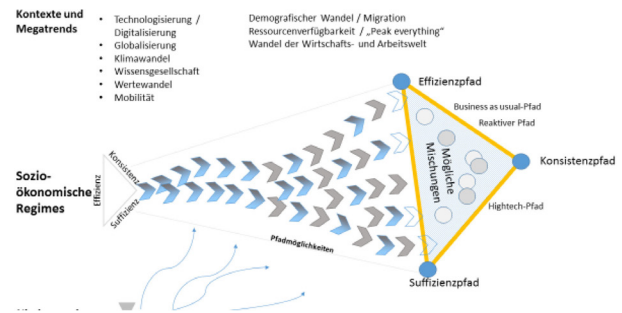 Kontexte und
Megatrends
• Technologisierung /
Digitalisierung
• Globalisierung
• Klimawandel
• Wissensgesellschaft
• Wertewandel
• Mobilität
Demografischer Wandel / Migration
Ressourcenverfügbarkeit / „Peak everything“
Wandel der Wirtschafts- und Arbeitswelt
Effizienzpfad
Business as usual-Pfad
Reaktiver Pfad
Mögliche
Mischungen
Konsistenzpfad
Hightech-Pfad
Suffizienzpfad
Sozio-
ökonomische
Regimes
Konsistenz
Effizienz
Suffizienz
Pfadmöglichkeiten